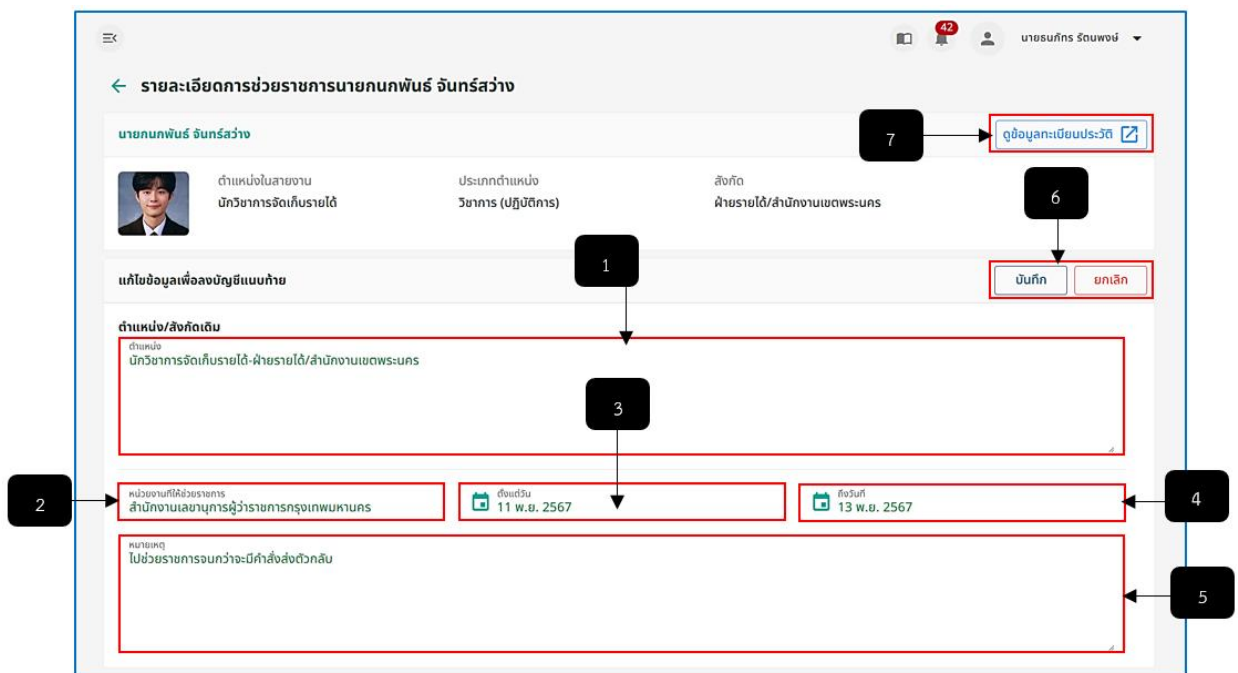 42
นายธนภัทร รัตนพงษ์
รายละเอียดการช่วยราชการนายกนกพันธ์ จันทร์สว่าง
นายกนกพันธ์ จันทร์สว่าง
7
ดูข้อมูลทะเบียนประวัติ
ตำแหน่งในสายงาน
ประเภทตำแหน่ง
สังกัด
นักวิชาการจัดเก็บรายได้
วิชาการ (ปฏิบัติการ)
ฝ่ายรายได้/สำนักงานเขตพระนคร
6
1
แก้ไขข้อมูลเพื่อลงบัญชีแนบท้าย
บันทึก
ยกเลิก
ตำแหน่ง/สังกัดเดิม
ตำแหน่ง
นักวิชาการจัดเก็บรายได้-ฝ่ายรายได้/สำนักงานเขตพระนคร
3
2
หน่วยงานที่ให้ช่วยราชการ
สำนักงานเลขานุการผู้ว่าราชการกรุงเทพมหานคร
ตั้งแต่วัน
11 พ.ย. 2567
ถึงวันที่
13 พ.ย. 2567
4
หมายเหตุ
ไปช่วยราชการจนกว่าจะมีคำสั่งส่งตัวกลับ
5